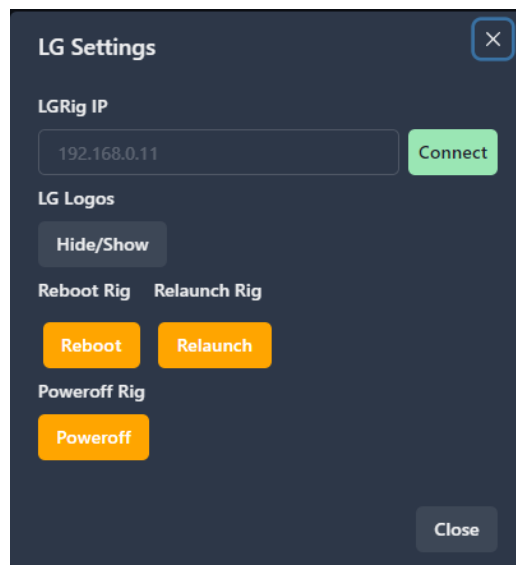 LG Settings
LGRig IP
192.168.0.11 Connect
LG Logos
Hide/Show
Reboot Rig Relaunch Rig
Reboot Relaunch
Poweroff Rig
Poweroff
Close